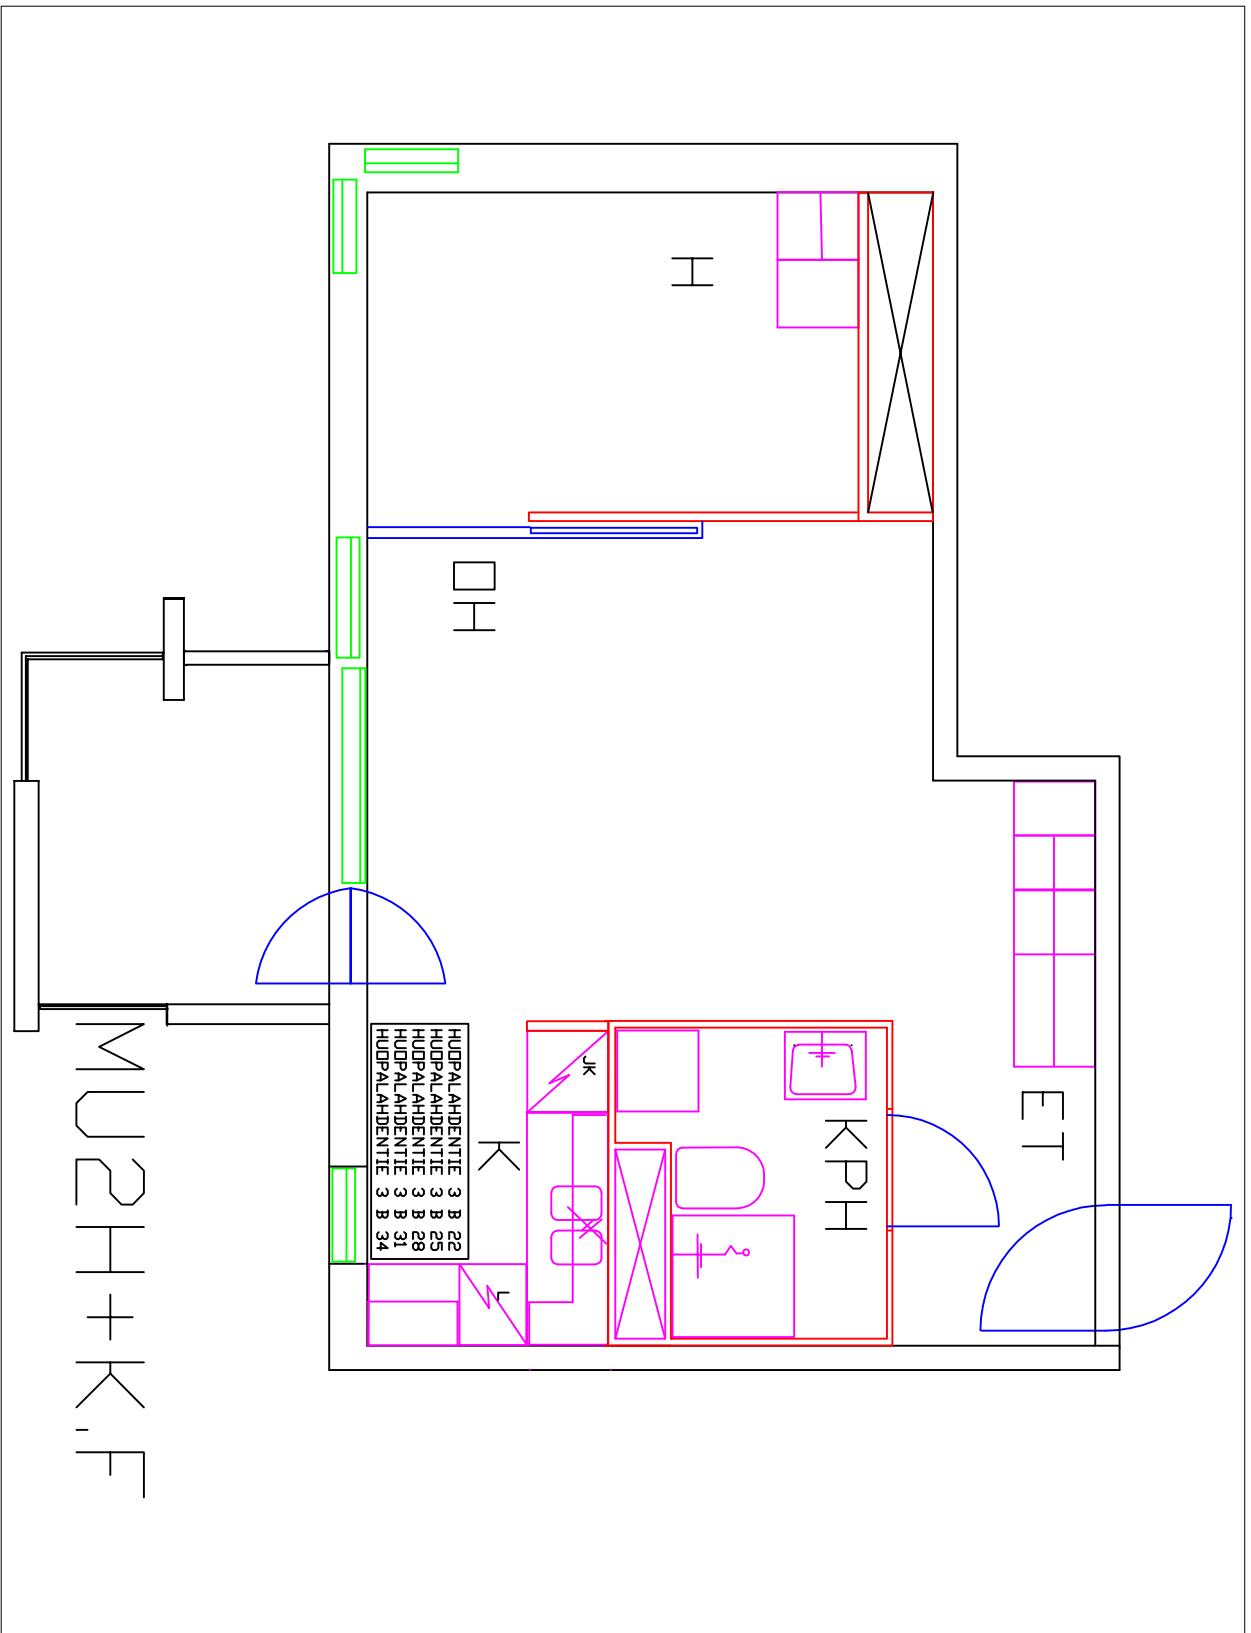 H
OH
ET
KPH
JK
K
L
HUOPALAHDENTIE 3 B 22
HUOPALAHDENTIE 3 B 25
HUOPALAHDENTIE 3 B 28
HUOPALAHDENTIE 3 B 31
HUOPALAHDENTIE 3 B 34
MU2H+K.F